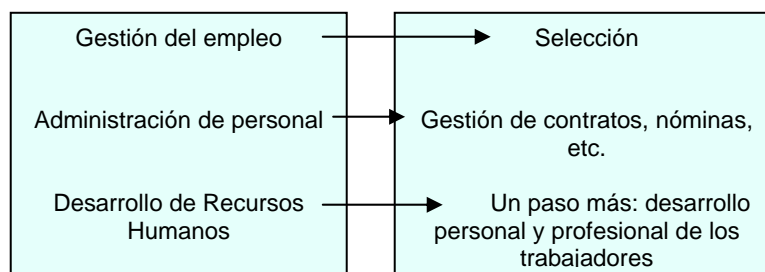 Gestión del empleo
Selección
Administración de personal
Gestión de contratos, nóminas,
etc.
Desarrollo de Recursos
Humanos
Un paso más: desarrollo
personal y profesional de los
trabajadores